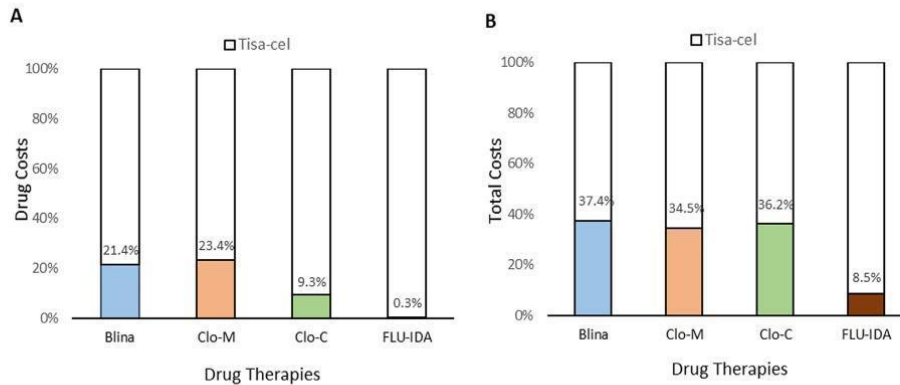 A
Tisa-cel
100%
80%
60%
40%
20%
0%
Drug Costs
21.4%
23.4%
9.3%
0.3%
Blina
Clo-M
Clo-C
FLU-IDA
Drug Therapies
B
Tisa-cel
100%
80%
60%
40%
20%
0%
Total Costs
37.4%
34.5%
36.2%
8.5%
Blina
Clo-M
Clo-C
FLU-IDA
Drug Therapies